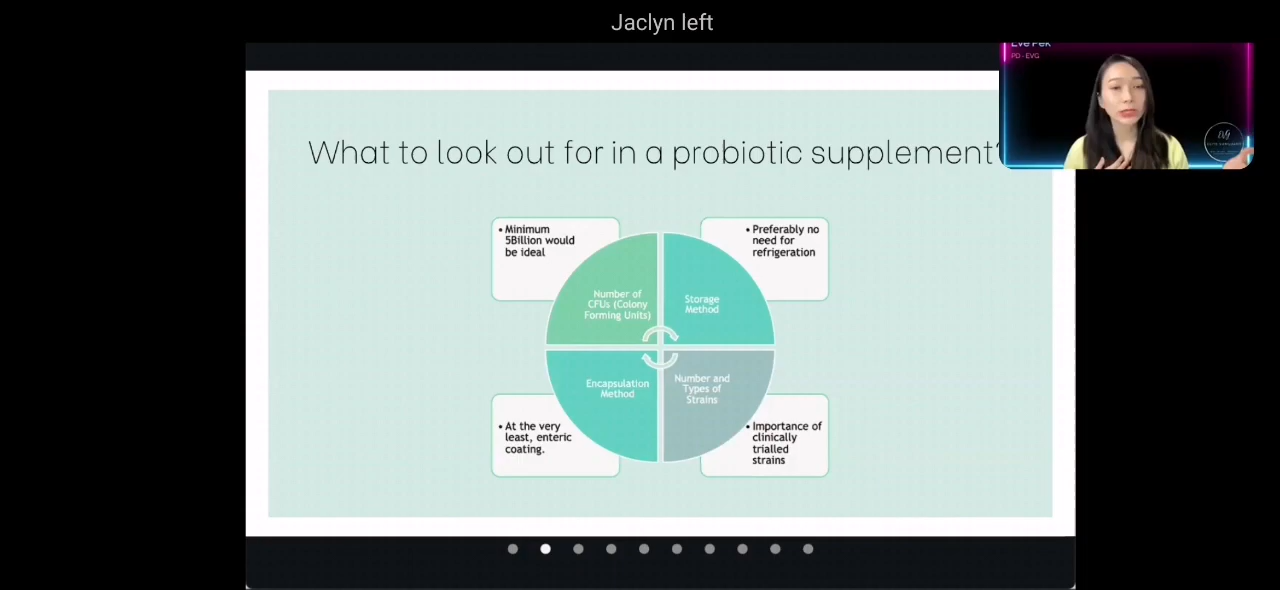 Jaclyn left
Eve Pek
PD - EVG
What to look out for in a probiotic supplement?
• Minimum
5Billion would
be ideal
• Preferably no
need for
refrigeration
Number of
CFUs (Colony
Forming Units)
Storage
Method
Encapsulation
Method
Number and
Types of
Strains
• At the very
least, enteric
coating.
• Importance of
clinically
trialled
strains
EVG